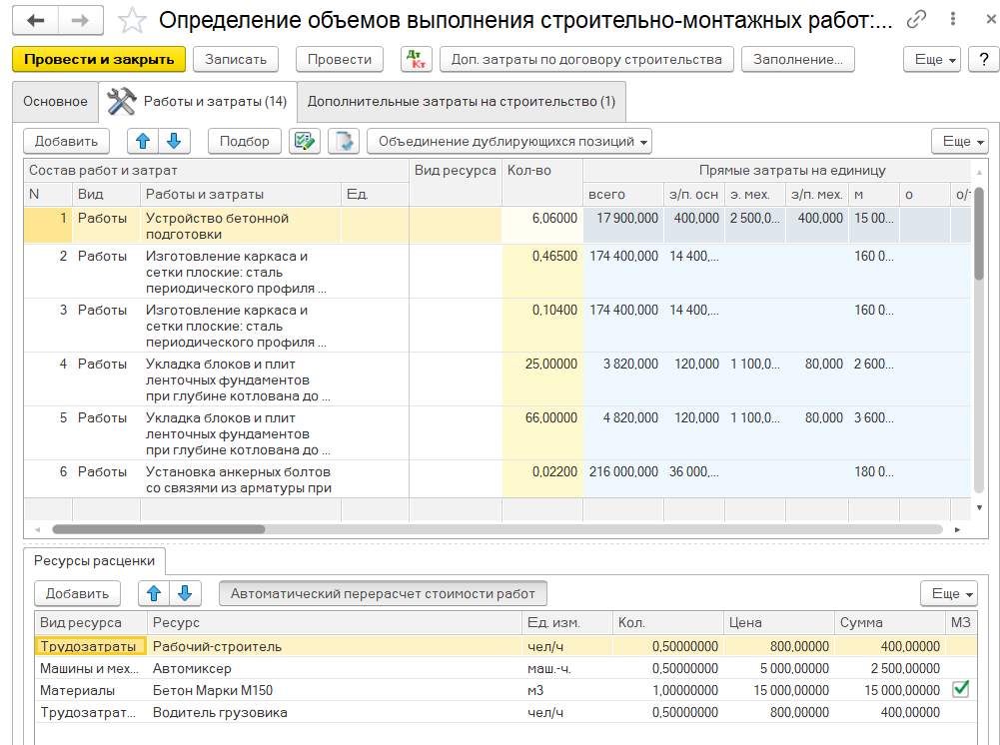 Определение объемов выполнения строительно-монтажных работ:...
Провести и закрыть Записать Провести Дт Кт Доп. затраты по договору строительства Заполнение... Еще ?
Основное Работы и затраты (14) Дополнительные затраты на строительство (1)
Добавить Подбор Объединение дублирующихся позиций Еще
Состав работ и затрат Вид ресурса Кол-во Прямые затраты на единицу
N Вид Работы и затраты Ед. всего з/п. осн э. мех. з/п. мех. м о о/т
1 Работы Устройство бетонной 6,06000 17 900,000 400,000 2 500,0... 400,000 15 00...
подготовки
2 Работы Изготовление каркаса и 0,46500 174 400,000 14 400,... 160 0...
сетки плоские: сталь
периодического профиля ...
3 Работы Изготовление каркаса и 0,10400 174 400,000 14 400,... 160 0...
сетки плоские: сталь
периодического профиля ...
4 Работы Укладка блоков и плит 25,00000 3 820,000 120,000 1 100,0... 80,000 2 600...
ленточных фундаментов
при глубине котлована до ...
5 Работы Укладка блоков и плит 66,00000 4 820,000 120,000 1 100,0... 80,000 3 600...
ленточных фундаментов
при глубине котлована до ...
6 Работы Установка анкерных болтов 0,02200 216 000,000 36 000,... 180 0...
со связями из арматуры при
Ресурсы расценки
Добавить Автоматический перерасчет стоимости работ Еще
Вид ресурса Ресурс Ед. изм. Кол. Цена Сумма МЗ
Трудозатраты Рабочий-строитель чел/ч 0,50000000 800,00000 400,00000
Машины и мех... Автомиксер маш.-ч. 0,50000000 5 000,00000 2 500,00000
Материалы Бетон Марки М150 м3 1,00000000 15 000,00000 15 000,00000
Трудозатрат... Водитель грузовика чел/ч 0,50000000 800,00000 400,00000